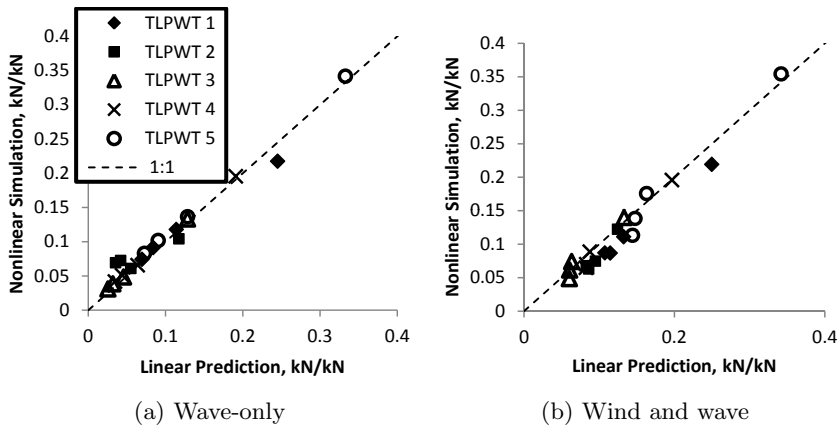 TLPWT 1
TLPWT 2
TLPWT 3
TLPWT 4
TLPWT 5
1:1
Nonlinear Simulation, kN/kN
0.4
0.35
0.3
0.25
0.2
0.15
0.1
0.05
0
0 0.1 0.2 0.3 0.4
Linear Prediction, kN/kN
(a) Wave-only
Nonlinear Simulation, kN/kN
0.4
0.35
0.3
0.25
0.2
0.15
0.1
0.05
0
0 0.2 0.4
Linear Prediction, kN/kN
(b) Wind and wave